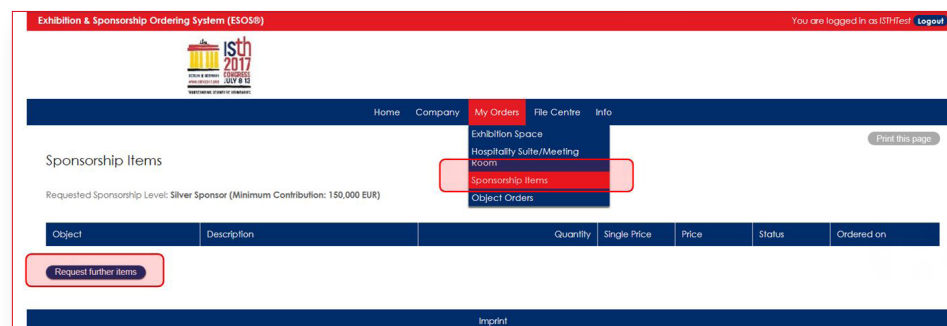 Exhibition & Sponsorship Ordering System (ESOS®)
You are logged in as ISTHTest Logout
isth
2017
CONGRESS
JULY 8-13
Home Company My Orders File Centre Info
Exhibition Space
Hospitality Suite/Meeting
Room
Sponsorship Items
Object Orders
Print this page
Sponsorship Items
Requested Sponsorship Level: Silver Sponsor (Minimum Contribution: 150,000 EUR)
Object Description Quantity Single Price Price Status Ordered on
Request further items
Imprint